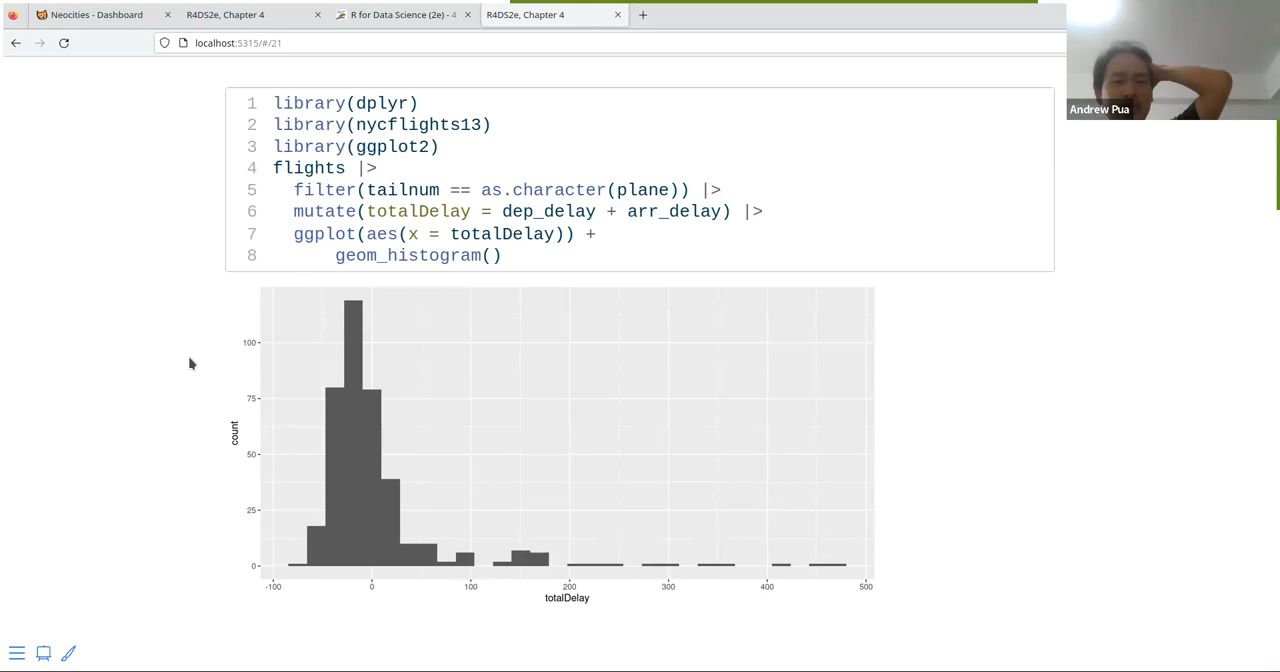 Neocities - Dashboard
R4DS2e, Chapter 4
R for Data Science (2e) - 4
R4DS2e, Chapter 4
localhost:5315/#/21
Andrew Pua
1 library(dplyr)
2 library(nycflights13)
3 library(ggplot2)
4 flights |>
5 filter(tailnum == as.character(plane)) |>
6 mutate(totalDelay = dep_delay + arr_delay) |>
7 ggplot(aes(x = totalDelay)) +
8 geom_histogram()
100
75
50
25
0
count
-100 0 100 200 300 400 500
totalDelay